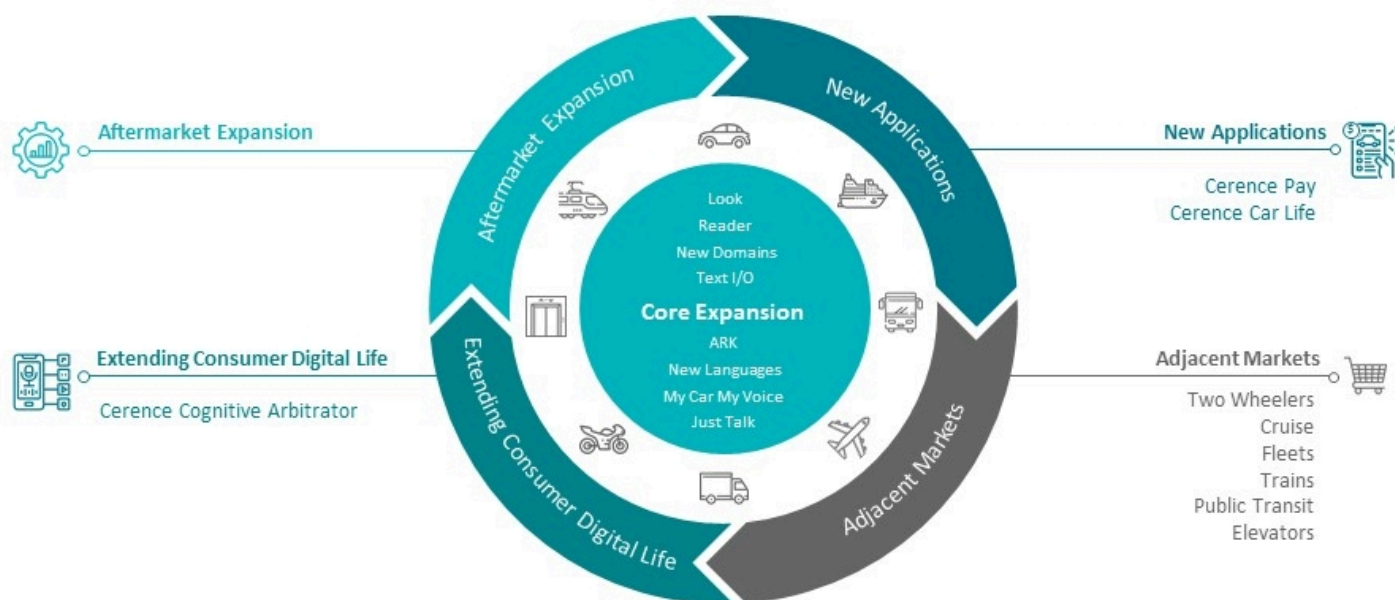 Aftermarket Expansion
New Applications
Aftermarket Expansion
New Applications
Cerence Pay
Cerence Car Life
Look
Reader
New Domains
Text I/O
Core Expansion
ARK
New Languages
My Car My Voice
Just Talk
Extending Consumer Digital Life
Cerence Cognitive Arbitrator
Extending Consumer Digital Life
Adjacent Markets
Adjacent Markets
Two Wheelers
Cruise
Fleets
Trains
Public Transit
Elevators